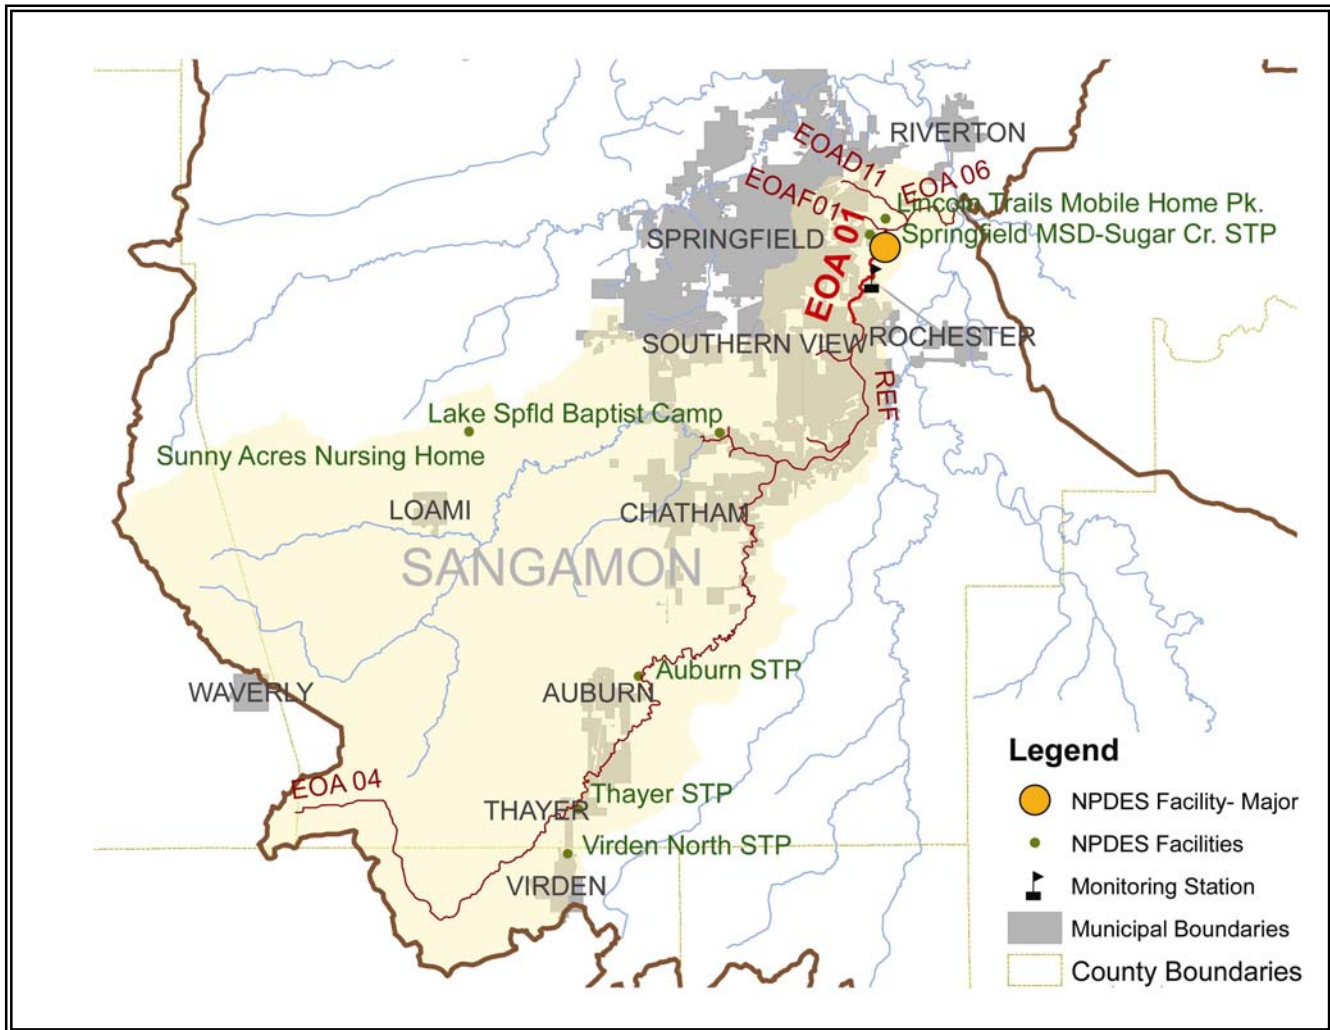 RIVERTON
EOAD11
EOAF01
EOA 06
Lincoln Trails Mobile Home Pk.
SPRINGFIELD
EOA 01
Springfield MSD-Sugar Cr. STP
SOUTHERN VIEW
ROCHESTER
REF
Lake Spfld Baptist Camp
Sunny Acres Nursing Home
LOAMI
CHATHAM
SANGAMON
WAVERLY
AUBURN
Auburn STP
EOA 04
THAYER
Thayer STP
Virden North STP
VIRDEN
Legend
NPDES Facility- Major
NPDES Facilities
Monitoring Station
Municipal Boundaries
County Boundaries